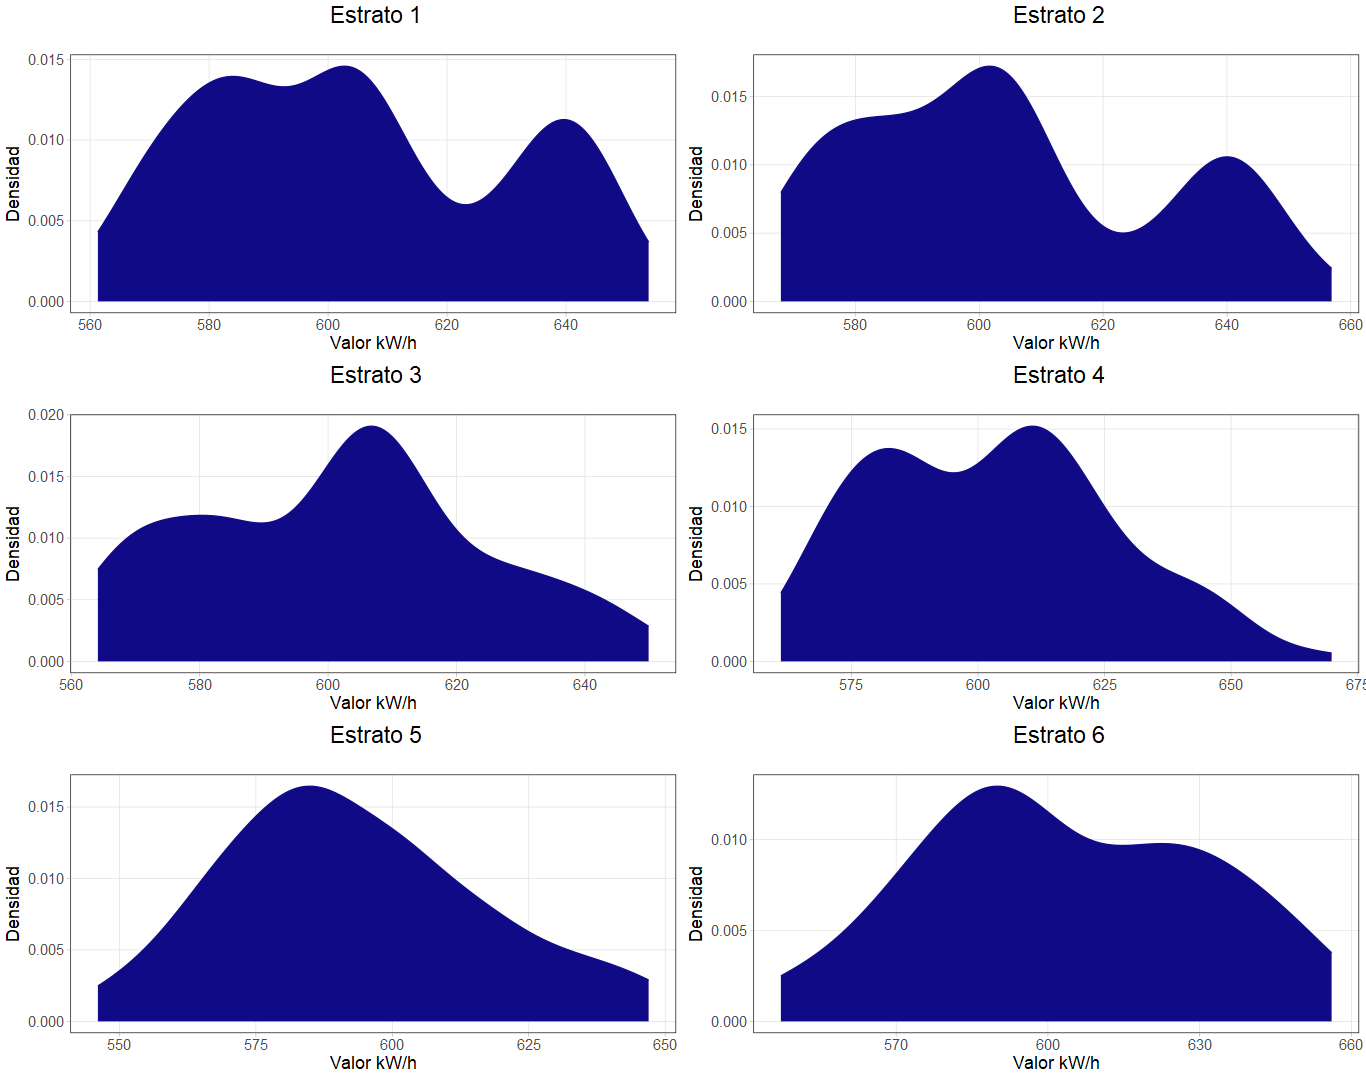 Estrato 1
0.015
0.010
0.005
0.000
Densidad
560 580 600 620 640
Valor kW/h
Estrato 2
0.015
0.010
0.005
0.000
Densidad
580 600 620 640 660
Valor kW/h
Estrato 3
0.020
0.015
0.010
0.005
0.000
Densidad
560 580 600 620 640
Valor kW/h
Estrato 4
0.015
0.010
0.005
0.000
Densidad
575 600 625 650 675
Valor kW/h
Estrato 5
0.015
0.010
0.005
0.000
Densidad
550 575 600 625 650
Valor kW/h
Estrato 6
0.010
0.005
0.000
Densidad
570 600 630 660
Valor kW/h